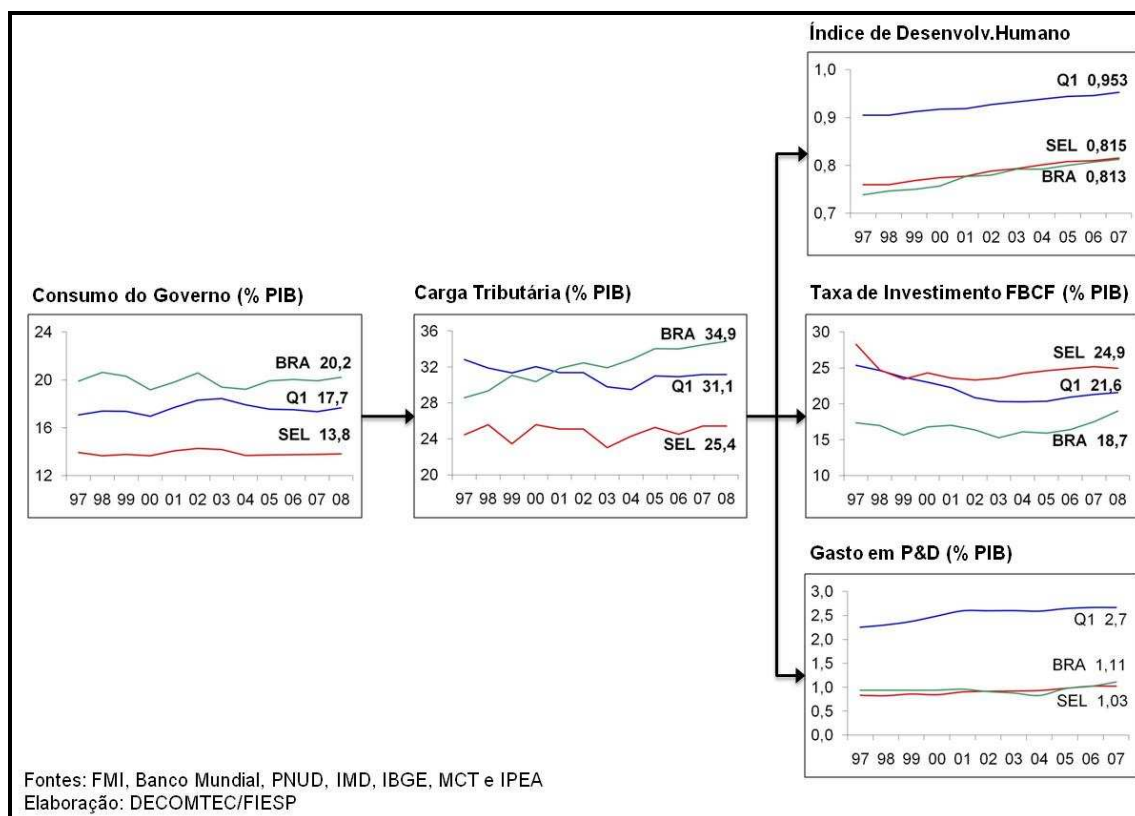 Índice de Desenvolv.Humano
1,0
0,9
0,8
0,7
Q1 0,953
SEL 0,815
BRA 0,813
97 98 99 00 01 02 03 04 05 06 07
Consumo do Governo (% PIB)
24
20
16
12
BRA 20,2
Q1 17,7
SEL 13,8
97 98 99 00 01 02 03 04 05 06 07 08
Carga Tributária (% PIB)
36
32
28
24
20
BRA 34,9
Q1 31,1
SEL 25,4
97 98 99 00 01 02 03 04 05 06 07 08
Taxa de Investimento FBCF (% PIB)
30
25
20
15
10
SEL 24,9
Q1 21,6
BRA 18,7
97 98 99 00 01 02 03 04 05 06 07 08
Gasto em P&D (% PIB)
3,0
2,5
2,0
1,5
1,0
0,5
0,0
Q1 2,7
BRA 1,11
SEL 1,03
97 98 99 00 01 02 03 04 05 06 07
Fontes: FMI, Banco Mundial, PNUD, IMD, IBGE, MCT e IPEA
Elaboração: DECOMTEC/FIESP